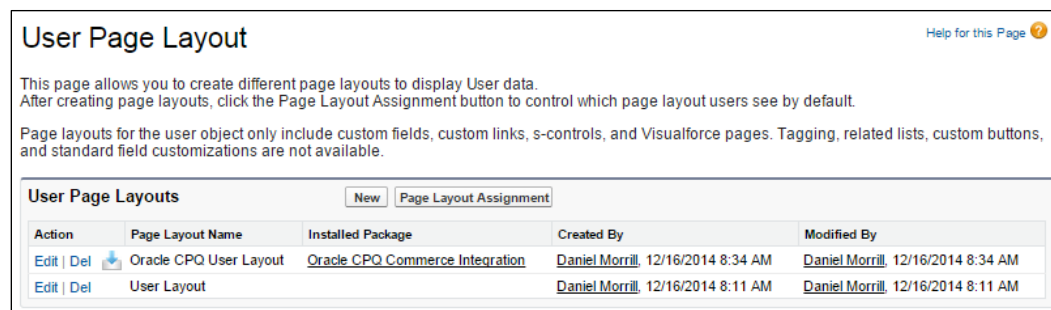 User Page Layout
Help for this Page ?
This page allows you to create different page layouts to display User data.
After creating page layouts, click the Page Layout Assignment button to control which page layout users see by default.
Page layouts for the user object only include custom fields, custom links, s-controls, and Visualforce pages. Tagging, related lists, custom buttons,
and standard field customizations are not available.
User Page Layouts New Page Layout Assignment
Action Page Layout Name Installed Package Created By Modified By
Edit | Del Oracle CPQ User Layout Oracle CPQ Commerce Integration Daniel Morrill, 12/16/2014 8:34 AM Daniel Morrill, 12/16/2014 8:34 AM
Edit | Del User Layout Daniel Morrill, 12/16/2014 8:11 AM Daniel Morrill, 12/16/2014 8:11 AM